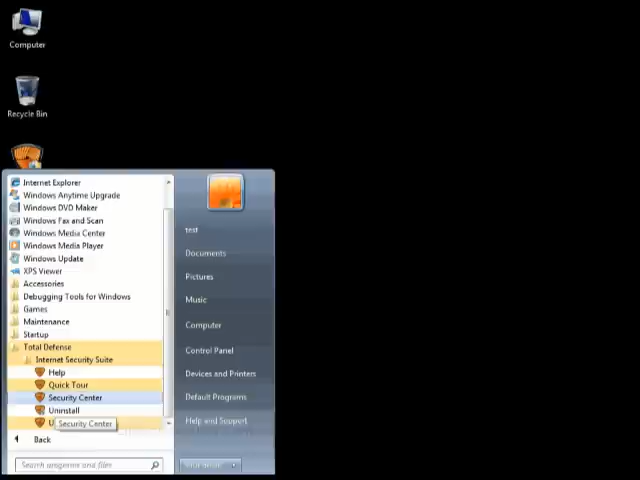 Computer
Recycle Bin
Internet Explorer
Windows Anytime Upgrade
Windows DVD Maker
Windows Fax and Scan
Windows Media Center
Windows Media Player
Windows Update
XPS Viewer
Accessories
Debugging Tools for Windows
Games
Maintenance
Startup
Total Defense
Internet Security Suite
Help
Quick Tour
Security Center
Uninstall
U
Security Center
Back
Search programs and files
test
Documents
Pictures
Music
Computer
Control Panel
Devices and Printers
Default Programs
Help and Support